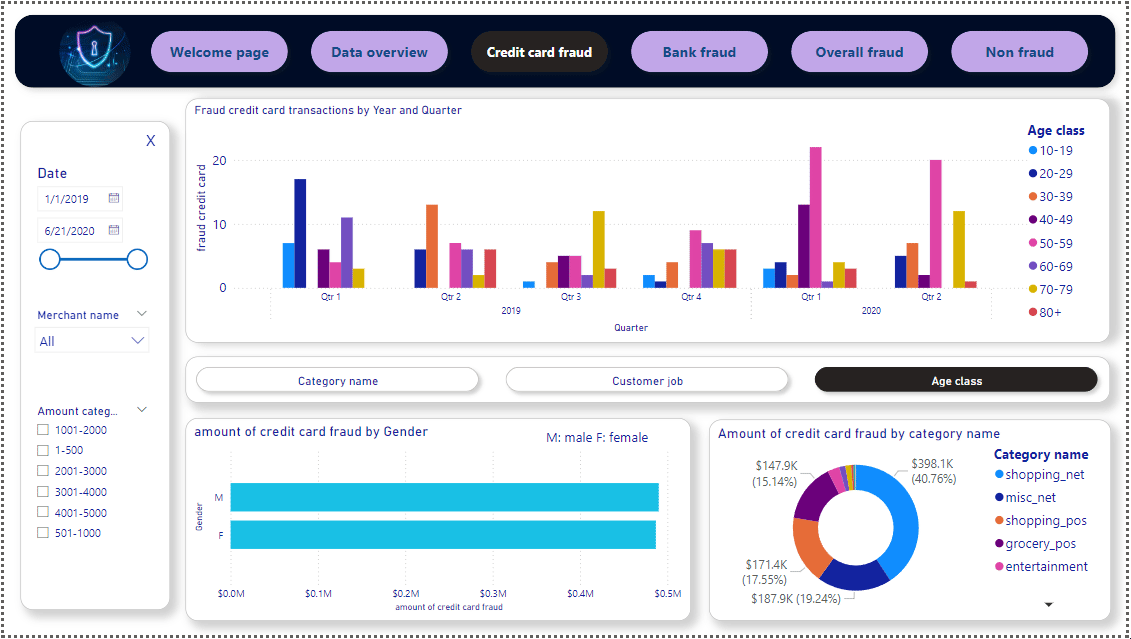 Welcome page
Data overview
Credit card fraud
Bank fraud
Overall fraud
Non fraud
X
Date
1/1/2019
6/21/2020
Merchant name
All
Amount categ...
1001-2000
1-500
2001-3000
3001-4000
4001-5000
501-1000
Fraud credit card transactions by Year and Quarter
fraud credit card
20
10
0
Qtr 1
Qtr 2
Qtr 3
Qtr 4
Qtr 1
Qtr 2
2019
2020
Quarter
Age class
10-19
20-29
30-39
40-49
50-59
60-69
70-79
80+
Category name
Customer job
Age class
amount of credit card fraud by Gender
M: male F: female
Gender
M
F
$0.0M
$0.1M
$0.2M
$0.3M
$0.4M
$0.5M
amount of credit card fraud
Amount of credit card fraud by category name
$147.9K
(15.14%)
$398.1K
(40.76%)
$171.4K
(17.55%)
$187.9K (19.24%)
Category name
shopping_net
misc_net
shopping_pos
grocery_pos
entertainment